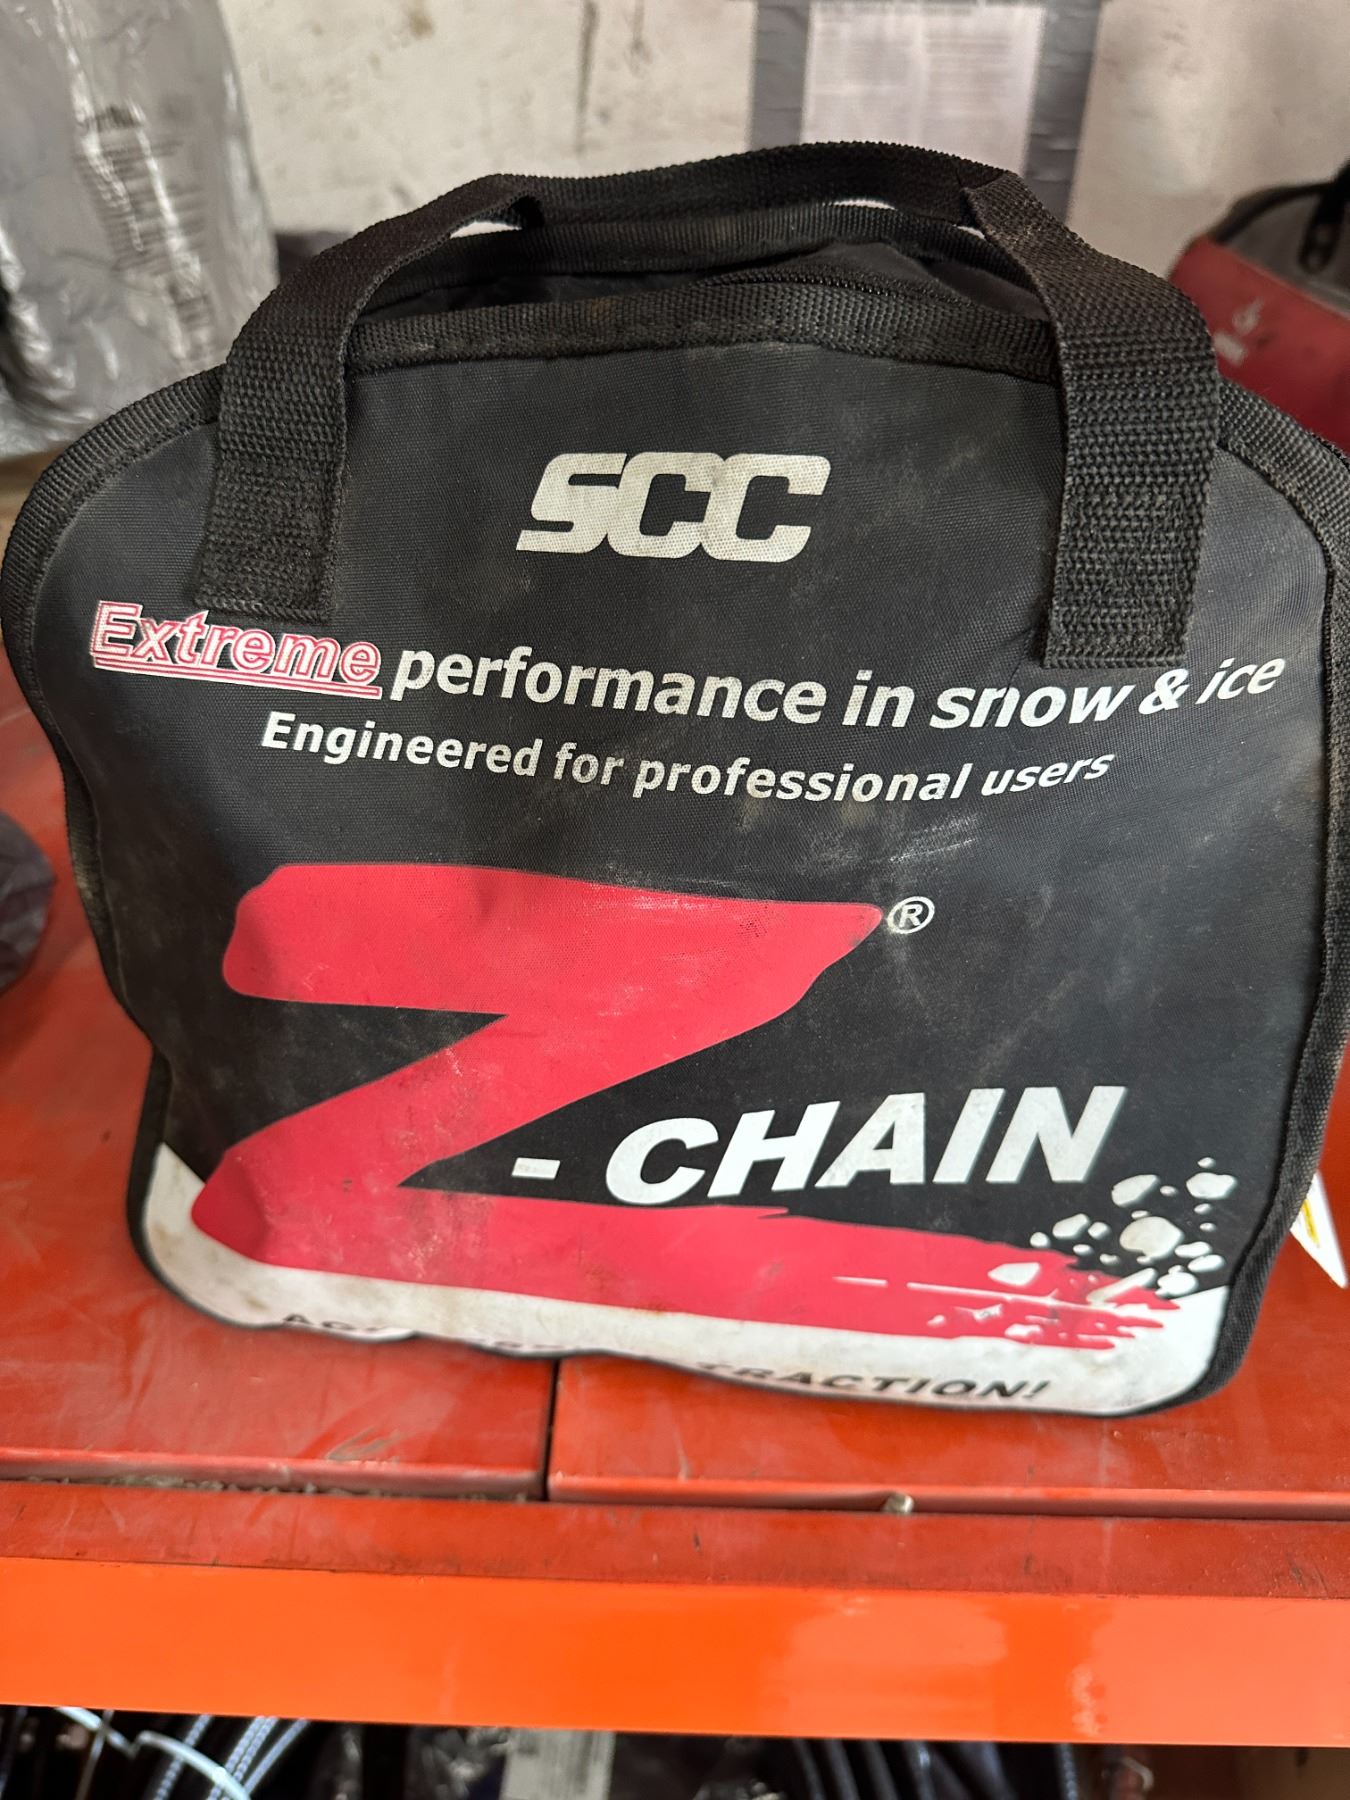 SCC
Extreme performance in snow & ice
Engineered for professional users
Z®
- CHAIN
TRACTION!